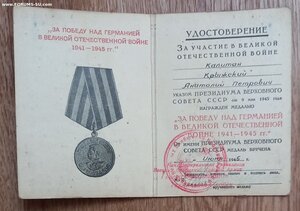 www.FORUMS-SU.com
„ЗА ПОБЕДУ НАД ГЕРМАНИЕЙ
В ВЕЛИКОЙ ОТЕЧЕСТВЕННОЙ ВОЙНЕ
1941—1945 гг."
УДОСТОВЕРЕНИЕ
ЗА УЧАСТИЕ В ВЕЛИКОЙ
ОТЕЧЕСТВЕННОЙ ВОЙНЕ
Капитан
Анатолий Петрович
УКАЗОМ ПРЕЗИДИУМА ВЕРХОВНОГО
СОВЕТА СССР от 9 мая 1945 года
НАГРАЖДЕН МЕДАЛЬЮ
„ЗА ПОБЕДУ НАД ГЕРМАНИЕЙ
В ВЕЛИКОЙ ОТЕЧЕСТВЕННОЙ
ВОЙНЕ 1941—1945 гг."
От имени ПРЕЗИДИУМА ВЕРХОВНОГО
СОВЕТА СССР МЕДАЛЬ ВРУЧЕНА